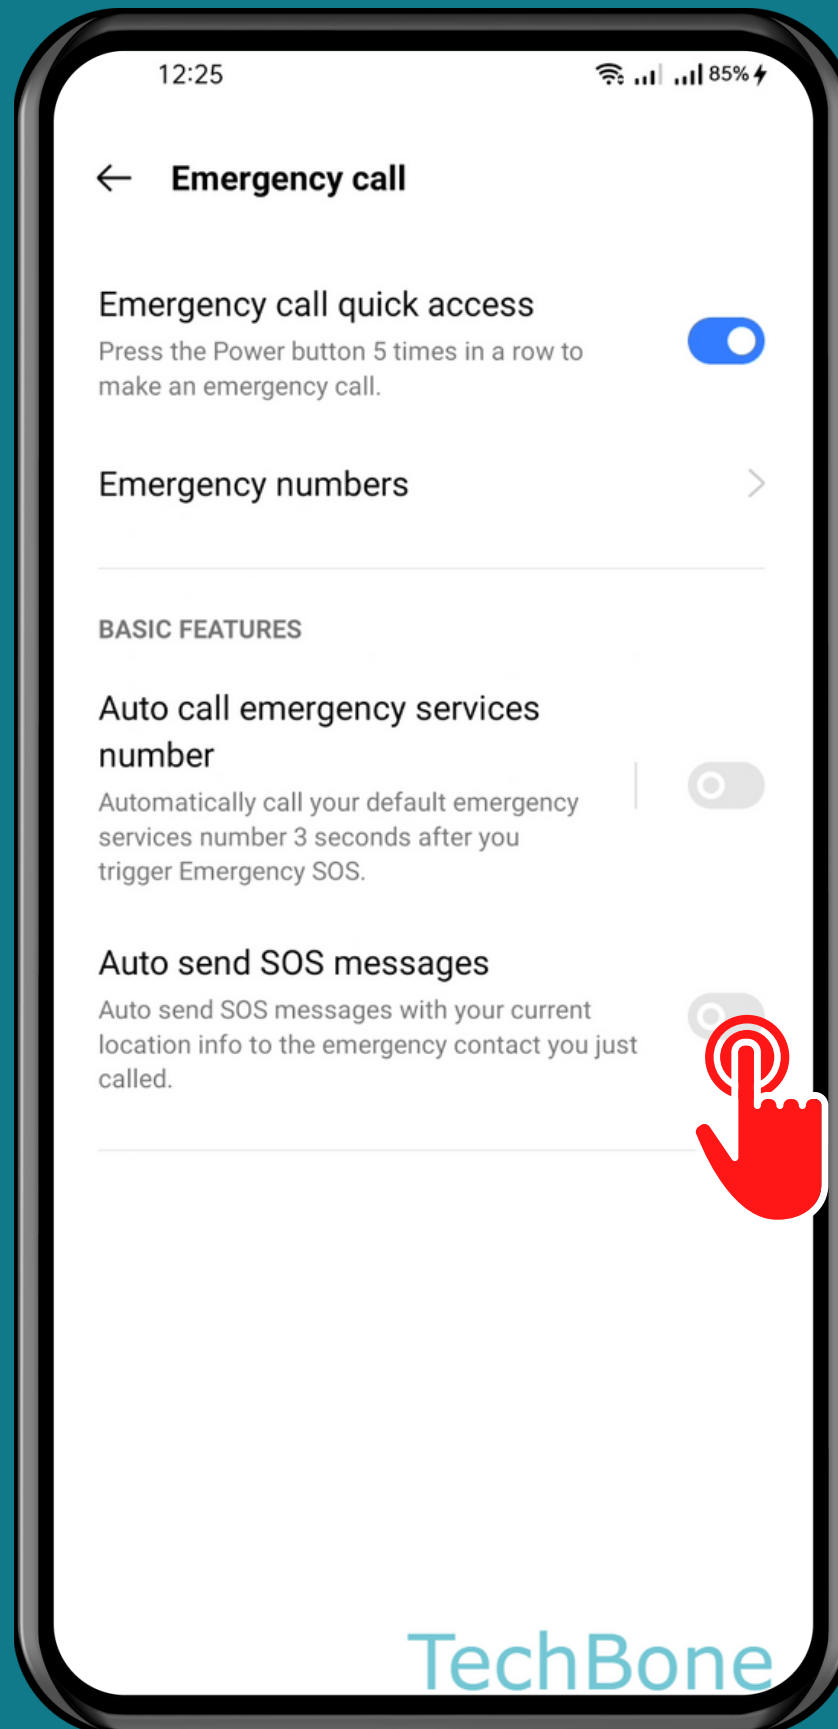 12:25
85%
Emergency call
Emergency call quick access
Press the Power button 5 times in a row to
make an emergency call.
Emergency numbers
BASIC FEATURES
Auto call emergency services
number
Automatically call your default emergency
services number 3 seconds after you
trigger Emergency SOS.
Auto send SOS messages
Auto send SOS messages with your current
location info to the emergency contact you just
called.
TechBone